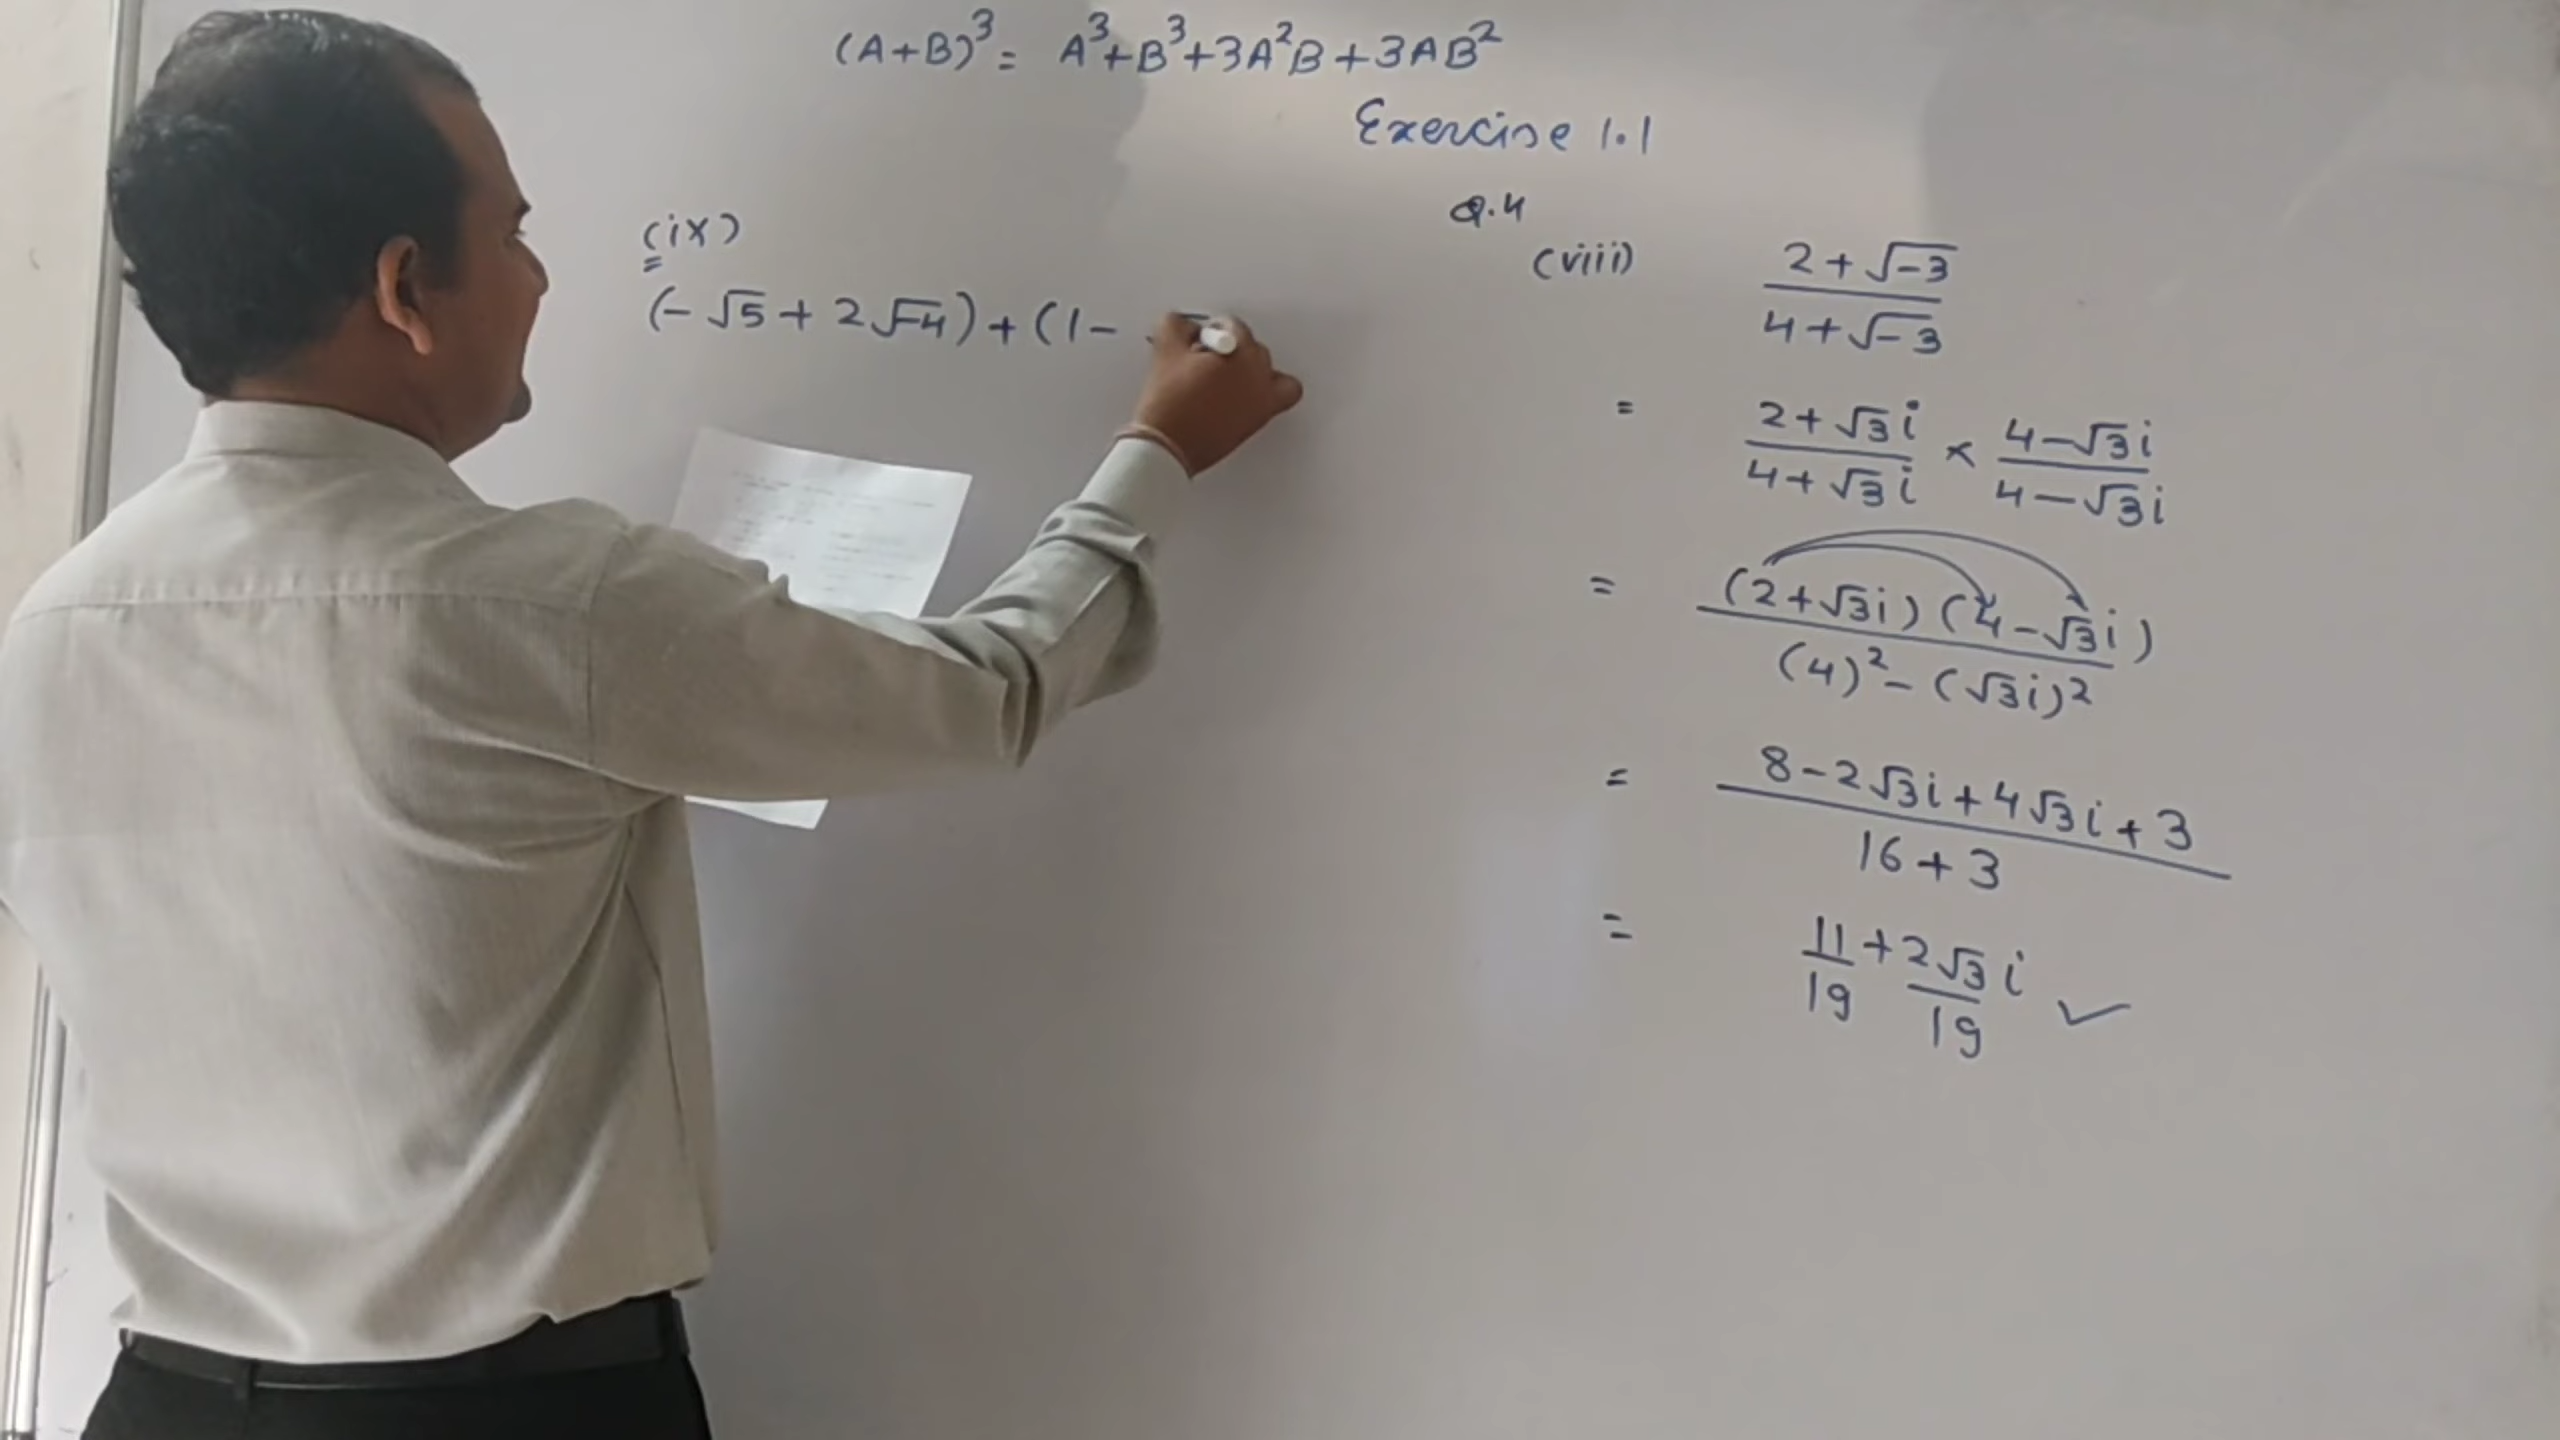 (A+B)³ = A³+B³+3A²B+3AB²
Exercise 1.1
Q.4
(ix)
(-√5 + 2√-4) + (1 - √
(viii) (2+√-3)/(4+√-3)
= (2+√3i)/(4+√3i) × (4-√3i)/(4-√3i)
= (2+√3i)(4-√3i)/((4)²-(√3i)²)
= (8-2√3i+4√3i+3)/(16+3)
= 11/19 + 2√3/19 i ✓